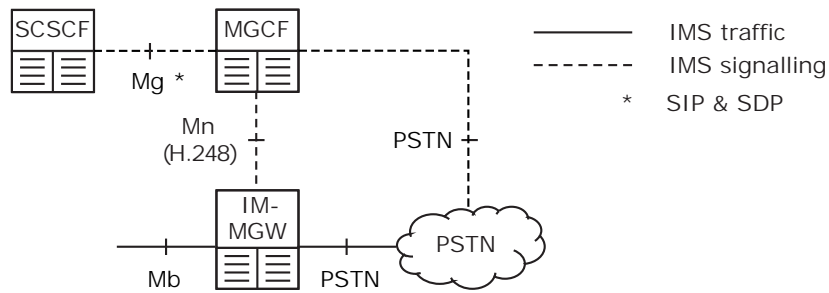 SCSCF
MGCF
IMS traffic
IMS signalling
* SIP & SDP
Mg *
Mn
(H.248)
PSTN
IM-
MGW
PSTN
Mb
PSTN